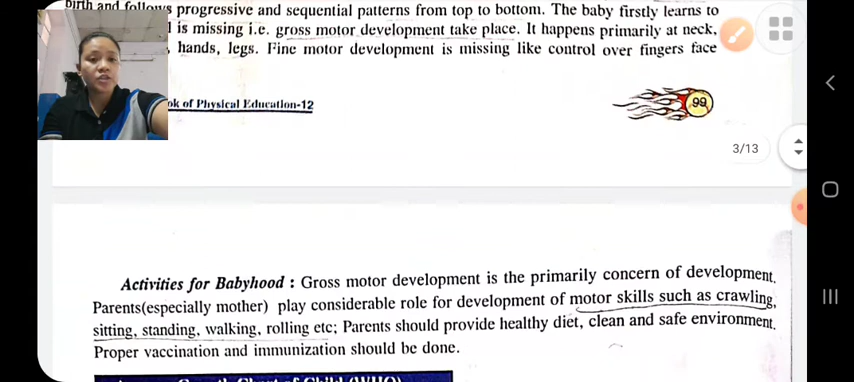 birth and follows progressive and sequential patterns from top to bottom. The baby firstly learns to
is missing i.e. gross motor development take place. It happens primarily at neck,
hands, legs. Fine motor development is missing like control over fingers face
ok of Physical Education-12
99
3/13
Activities for Babyhood : Gross motor development is the primarily concern of development.
Parents(especially mother) play considerable role for development of motor skills such as crawling,
sitting, standing, walking, rolling etc; Parents should provide healthy diet, clean and safe environment.
Proper vaccination and immunization should be done.
Growth Chart of Child (WHO)